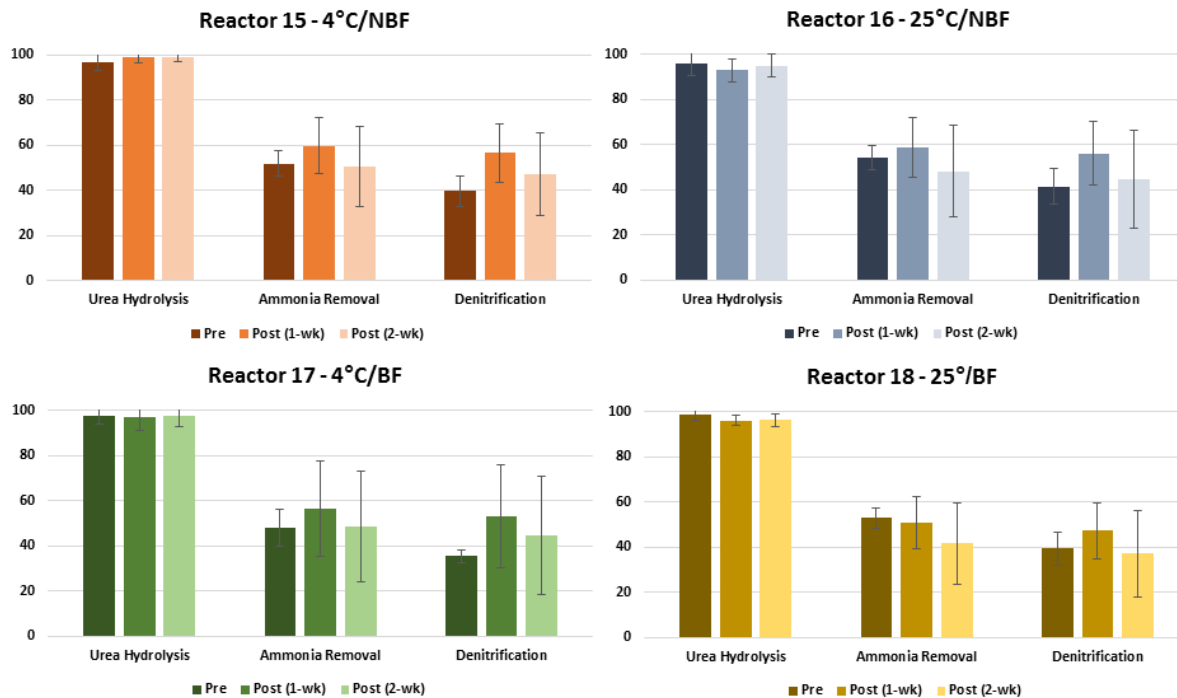 Reactor 15 - 4°C/NBF
100
80
60
40
20
0
Urea Hydrolysis Ammonia Removal Denitrification
Pre Post (1-wk) Post (2-wk)
Reactor 16 - 25°C/NBF
100
80
60
40
20
0
Urea Hydrolysis Ammonia Removal Denitrification
Pre Post (1-wk) Post (2-wk)
Reactor 17 - 4°C/BF
100
80
60
40
20
0
Urea Hydrolysis Ammonia Removal Denitrification
Pre Post (1-wk) Post (2-wk)
Reactor 18 - 25°/BF
100
80
60
40
20
0
Urea Hydrolysis Ammonia Removal Denitrification
Pre Post (1-wk) Post (2-wk)